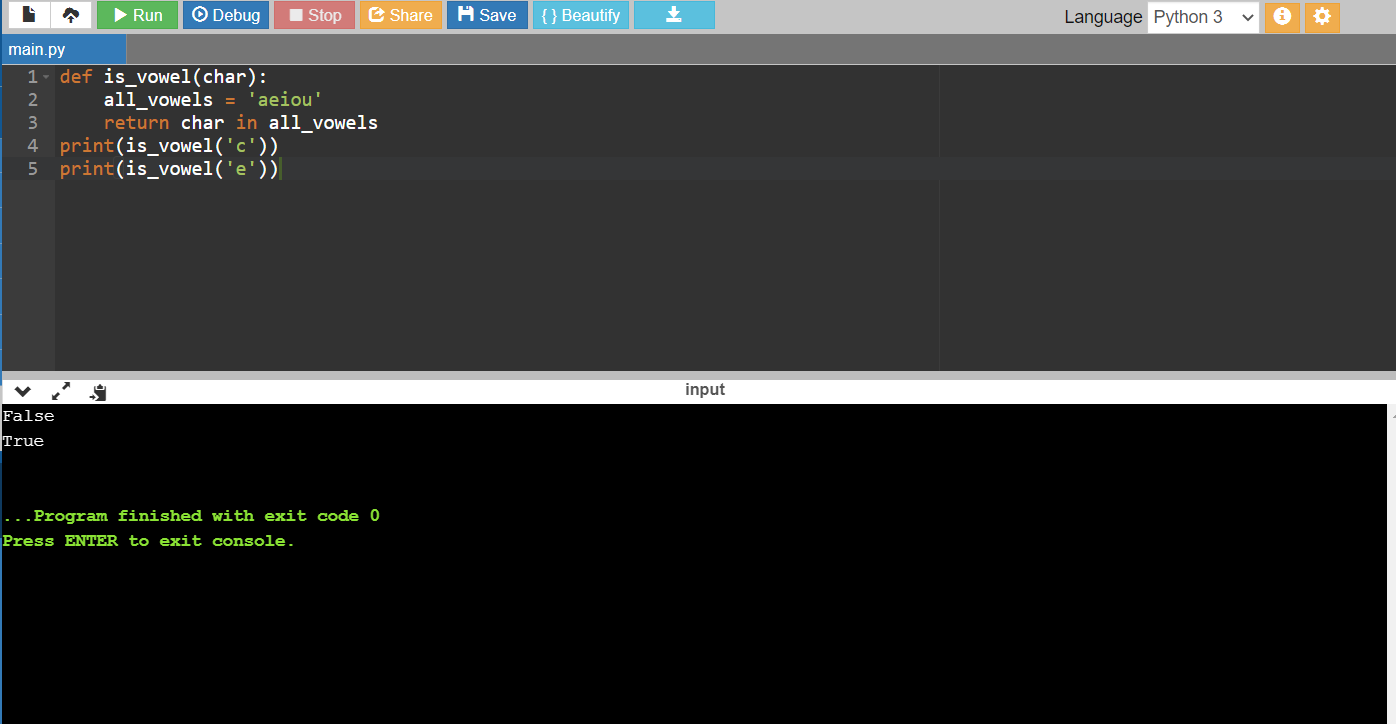 Run Debug Stop Share Save { } Beautify Language Python 3
main.py
1 def is_vowel(char):
2     all_vowels = 'aeiou'
3     return char in all_vowels
4 print(is_vowel('c'))
5 print(is_vowel('e'))
input
False
True
...Program finished with exit code 0
Press ENTER to exit console.